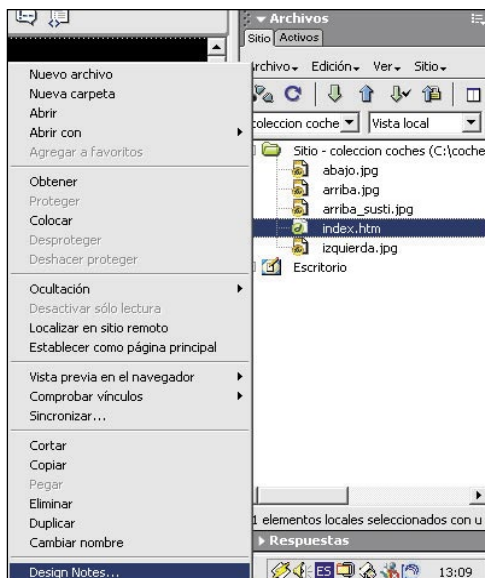 Archivos
Sitio Activos
Archivo Edición Ver Sitio
coleccion coche Vista local
Sitio - coleccion coches (C:\coche
abajo.jpg
arriba.jpg
arriba_susti.jpg
index.htm
izquierda.jpg
Escritorio
Nuevo archivo
Nueva carpeta
Abrir
Abrir con
Agregar a favoritos
Obtener
Proteger
Colocar
Desproteger
Deshacer proteger
Ocultación
Desactivar sólo lectura
Localizar en sitio remoto
Establecer como página principal
Vista previa en el navegador
Comprobar vínculos
Sincronizar...
Cortar
Copiar
Pegar
Eliminar
Duplicar
Cambiar nombre
Design Notes...
1 elementos locales seleccionados con u
Respuestas
ES 13:09